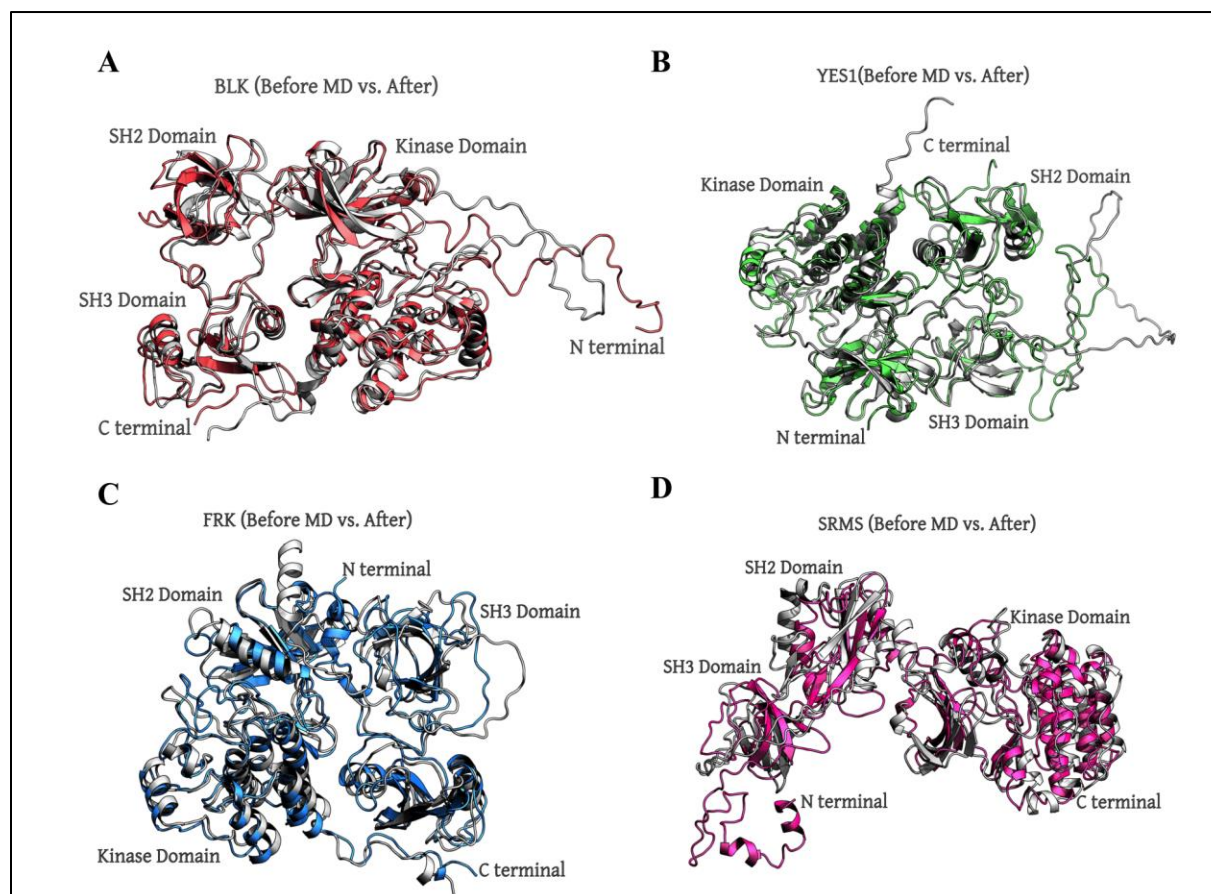 A
BLK (Before MD vs. After)
SH2 Domain
Kinase Domain
SH3 Domain
N terminal
C terminal
B
YES1(Before MD vs. After)
C terminal
SH2 Domain
Kinase Domain
N terminal
SH3 Domain
C
FRK (Before MD vs. After)
N terminal
SH2 Domain
SH3 Domain
Kinase Domain
C terminal
D
SRMS (Before MD vs. After)
SH2 Domain
Kinase Domain
SH3 Domain
N terminal
C terminal